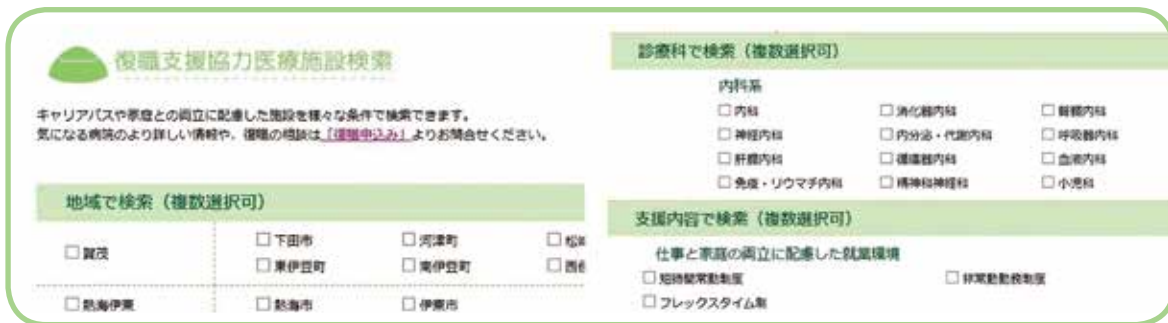 復職支援協力医療施設検索
キャリアパスや家庭との両立に配慮した施設を様々な条件で検索できます。
気になる病院のより詳しい情報や、復職の相談は「復職申込み」よりお問合せください。
地域で検索（複数選択可）
賀茂
下田市 河津町
東伊豆町 南伊豆町
熱海伊東 熱海市 伊東市
診療科で検索（複数選択可）
内科系
内科 消化器内科 腎臓内科
神経内科 内分泌・代謝内科 呼吸器内科
肝臓内科 循環器内科 血液内科
免疫・リウマチ内科 精神科神経科 小児科
支援内容で検索（複数選択可）
仕事と家庭の両立に配慮した就業環境
短時間常勤制度 非常勤勤務制度
フレックスタイム制